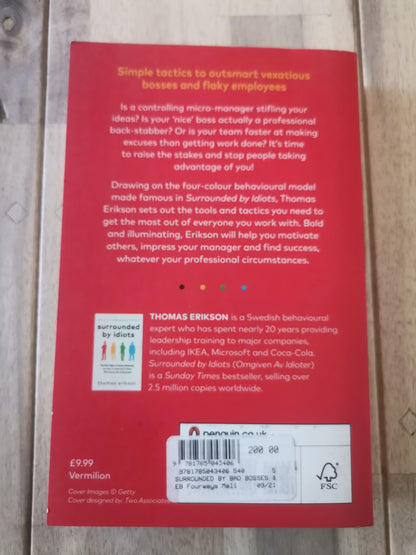 Simple tactics to outsmart vexatious
bosses and flaky employees
Is a controlling micro-manager stifling your
ideas? Is your ‘nice’ boss actually a professional
back-stabber? Or is your team faster at making
excuses than getting work done? It’s time
to raise the stakes and stop people taking
advantage of you!
Drawing on the four-colour behavioural model
made famous in Surrounded by Idiots, Thomas
Erikson sets out the tools and tactics you need to
get the most out of everyone you work with. Bold
and illuminating, Erikson will help you motivate
others, impress your manager and find success,
whatever your professional circumstances.
surrounded
by idiots
thomas erikson
THOMAS ERIKSON is a Swedish behavioural
expert who has spent nearly 20 years providing
leadership training to major companies,
including IKEA, Microsoft and Coca-Cola.
Surrounded by Idiots (Omgiven Av Idioter)
is a Sunday Times bestseller, selling over
2.5 million copies worldwide.
penguin.co.uk
200 00
9 781785 043406
9781785043406 540 5
SURROUNDED BY BAD BOSSES &
EB Fourways Mall 03/21
£9.99
Vermilion
FSC
Cover Images © Getty
Cover designed by: Two Associates